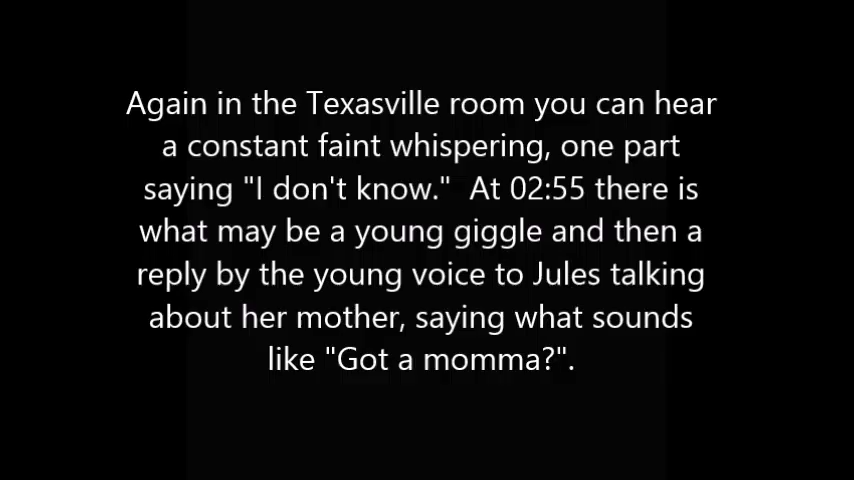 Again in the Texasville room you can hear
a constant faint whispering, one part
saying "I don't know."  At 02:55 there is
what may be a young giggle and then a
reply by the young voice to Jules talking
about her mother, saying what sounds
like "Got a momma?".